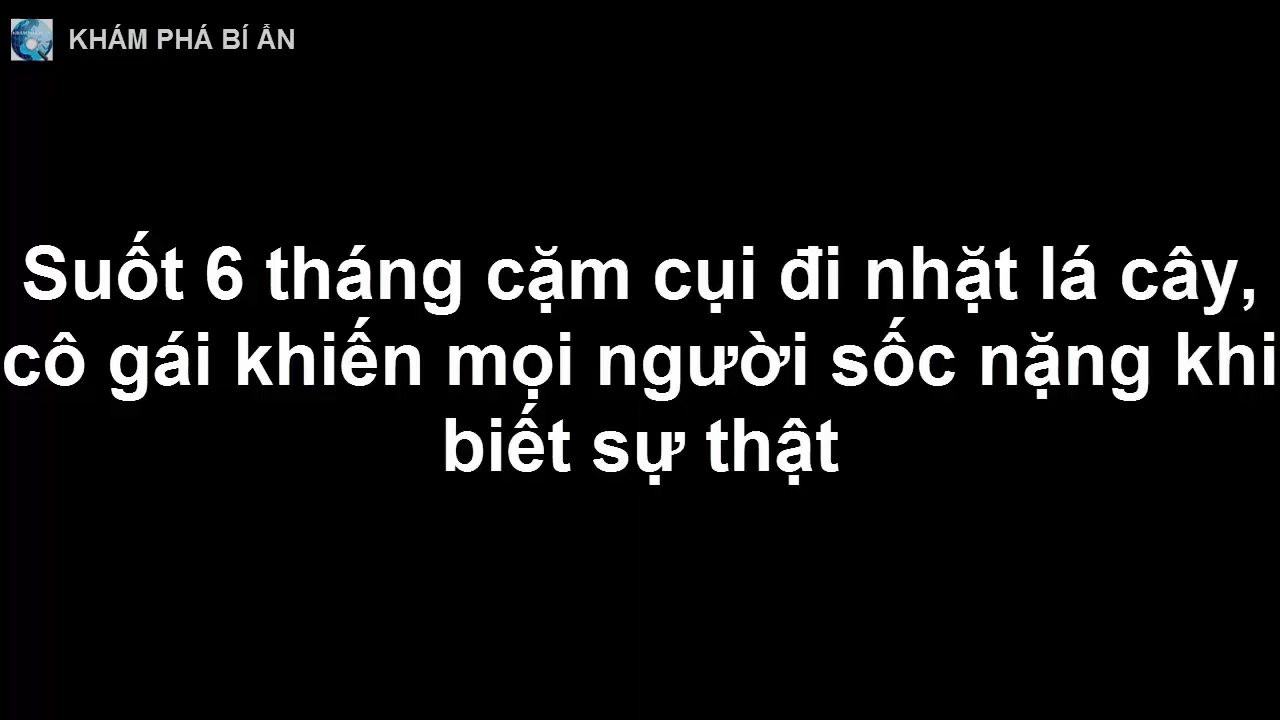 KHÁM PHÁ BÍ ẨN
Suốt 6 tháng cặm cụi đi nhặt lá cây,
cô gái khiến mọi người sốc nặng khi
biết sự thật